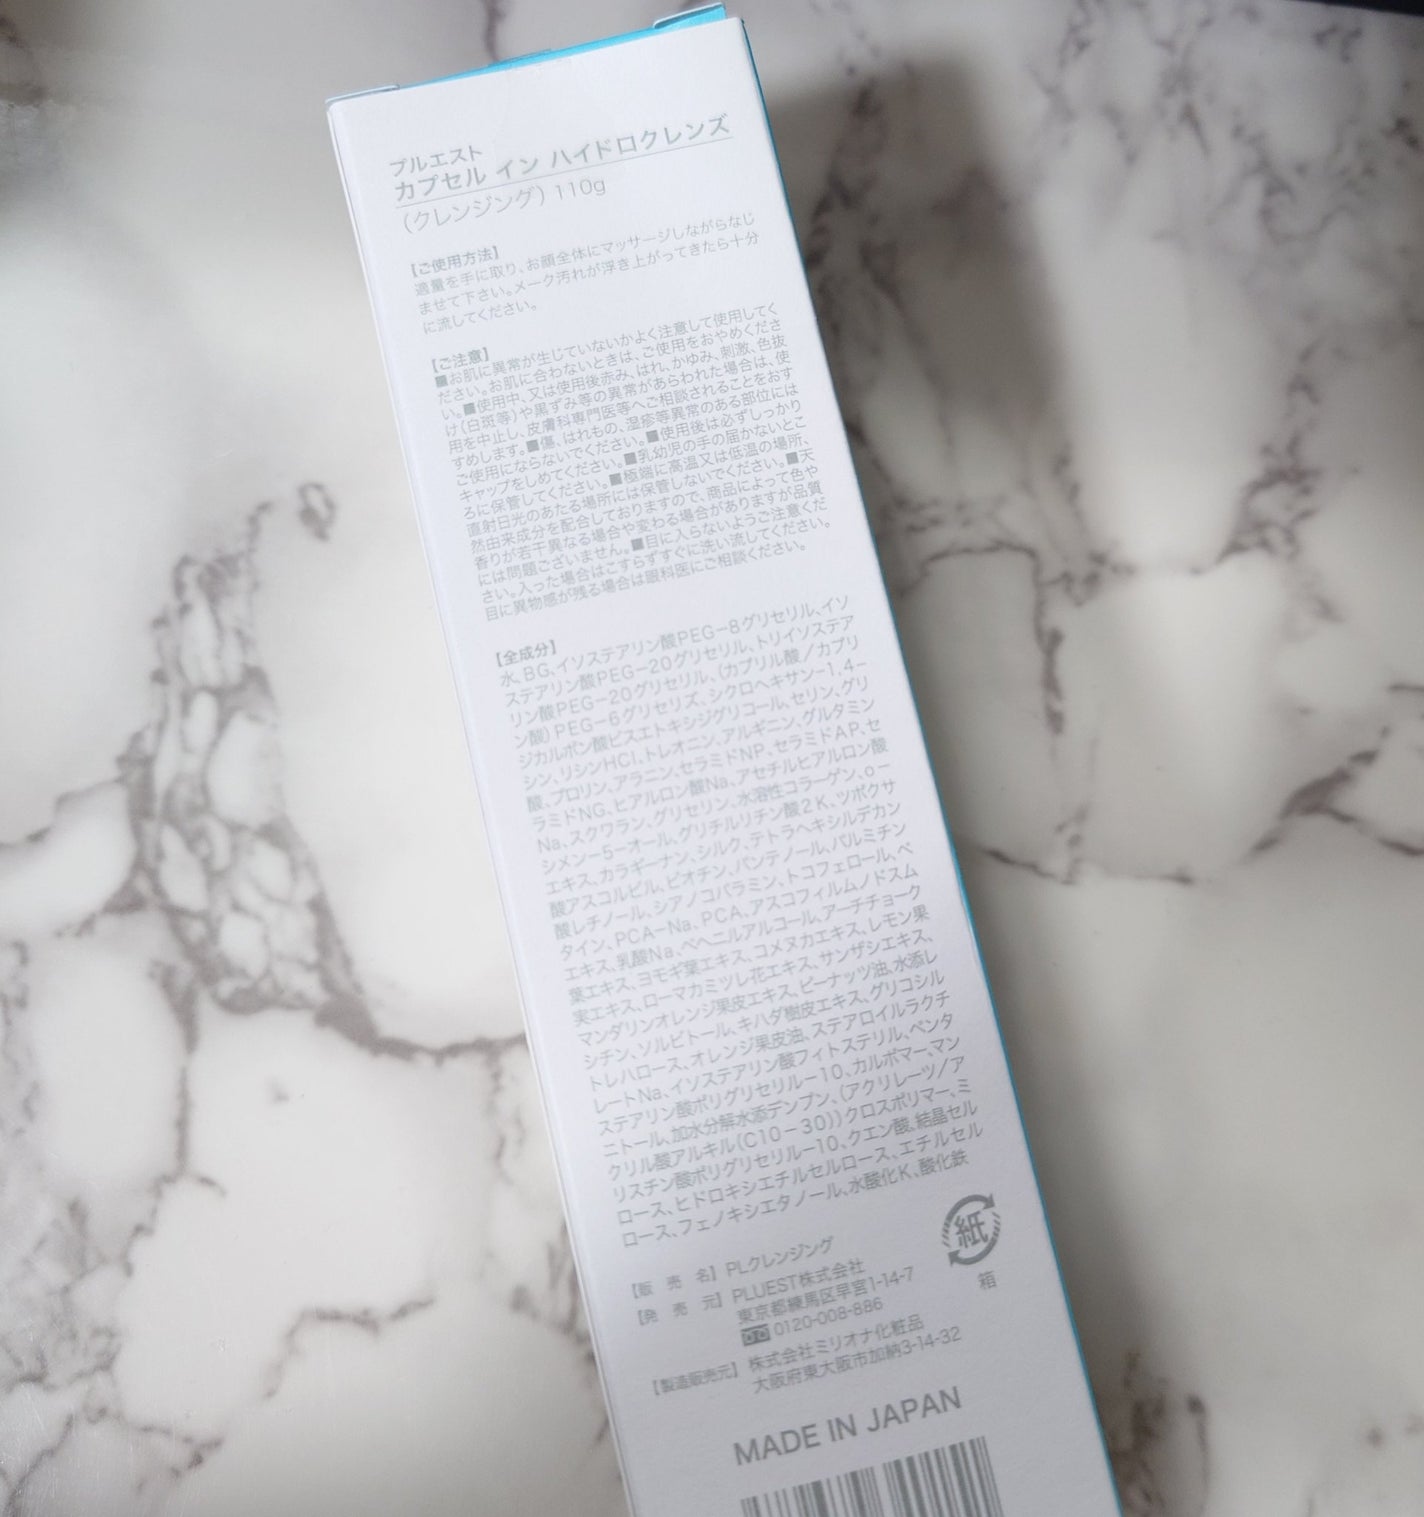 プルエスト
カプセル イン ハイドロクレンズ
(クレンジング) 110g
【ご使用方法】
適量を手に取り、お顔全体にマッサージしながらなじ
ませて下さい。メーク汚れが浮き上がってきたら十分
に流してください。
【ご注意】
■お肌に異常が生じていないかよく注意して使用してく
ださい。お肌に合わないときは、ご使用をおやめくださ
い。■使用中、又は使用後赤み、はれ、かゆみ、刺激、色抜
け(白斑等)や黒ずみ等の異常があらわれた場合は、使
用を中止し、皮膚科専門医等へご相談されることをおす
すめします。■傷、はれもの、湿疹等異常のある部位には
ご使用にならないでください。■使用後は必ずしっかり
キャップをしめてください。■乳幼児の手の届かないとこ
ろに保管してください。■極端に高温又は低温の場所、
直射日光のあたる場所には保管しないでください。■天
然由来成分を配合しておりますので、商品によって色や
香りが若干異なる場合や変わる場合がありますが品質
には問題ございません。■目に入らないようご注意くだ
さい。入った場合はこすらずすぐに洗い流してください。
目に異物感が残る場合は眼科医にご相談ください。
【全成分】
水、BG、イソステアリン酸PEG－8グリセリル、イソ
ステアリン酸PEG－20グリセリル、トリイソステア
リン酸PEG－20グリセリル、(カプリル酸／カプリ
ン酸)PEG－6グリセリズ、シクロヘキサン－1,4－
ジカルボン酸ビスエトキシジグリコール、セリン、グリ
シン、リシンHCl、トレオニン、アルギニン、グルタミン
酸、プロリン、アラニン、セラミドNP、セラミドAP、セ
ラミドNG、ヒアルロン酸Na、アセチルヒアルロン酸
Na、スクワラン、グリセリン、水溶性コラーゲン、o－
シメン－5－オール、グリチルリチン酸2K、ツボクサ
エキス、カラギーナン、シルク、テトラヘキシルデカン
酸アスコルビル、ビオチン、パンテノール、パルミチン
酸レチノール、シアノコバラミン、トコフェロール、ベ
タイン、PCA－Na、PCA、アスコフィルムノドスム
エキス、乳酸Na、ベヘニルアルコール、アーチチョーク
葉エキス、ヨモギ葉エキス、コメヌカエキス、レモン果
実エキス、ローマカミツレ花エキス、サンザシエキス、
マンダリンオレンジ果皮エキス、ピーナッツ油、水添レ
シチン、ソルビトール、キハダ樹皮エキス、グリコシル
トレハロース、オレンジ果皮油、ステアロイルラクチ
レートNa、イソステアリン酸フィトステリル、ペンタ
ステアリン酸ポリグリセリル－10、カルボマー、マン
ニトール、加水分解水添デンプン、(アクリレーツ/ア
クリル酸アルキル(C10－30))クロスポリマー、ミ
リスチン酸ポリグリセリル－10、クエン酸、結晶セル
ロース、ヒドロキシエチルセルロース、エチルセル
ロース、フェノキシエタノール、水酸化K、酸化鉄
紙
箱
【販 売 名】 PLクレンジング
【発 売 元】 PLUEST株式会社
東京都練馬区早宮1-14-7
0120-008-886
【製造販売元】 株式会社ミリオナ化粧品
大阪府東大阪市加納3-14-32
MADE IN JAPAN